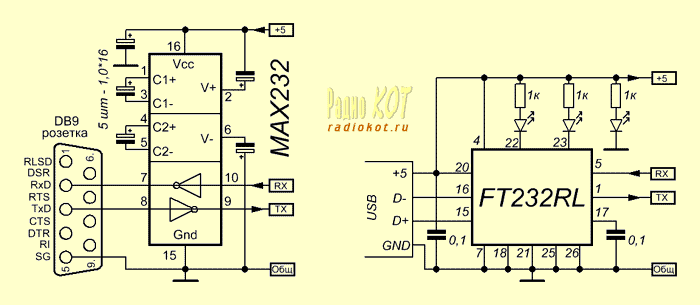 DB9
розетка
RLSD
DSR
RxD
RTS
TxD
CTS
DTR
RI
SG
1
6.
5
9.
5 шт - 1,0*16
16
Vcc
+5
1
C1+
3
C1-
4
C2+
5
C2-
V+
2
V-
6
7
10
RX
8
9
TX
Gnd
15
Общ
MAX232
Радио КОТ
radiokot.ru
+5
1к
1к
1к
4
22
23
USB
+5
D-
D+
GND
20
16
15
FT232RL
5
RX
1
TX
17
0,1
0,1
7
18
21
25
26
Общ